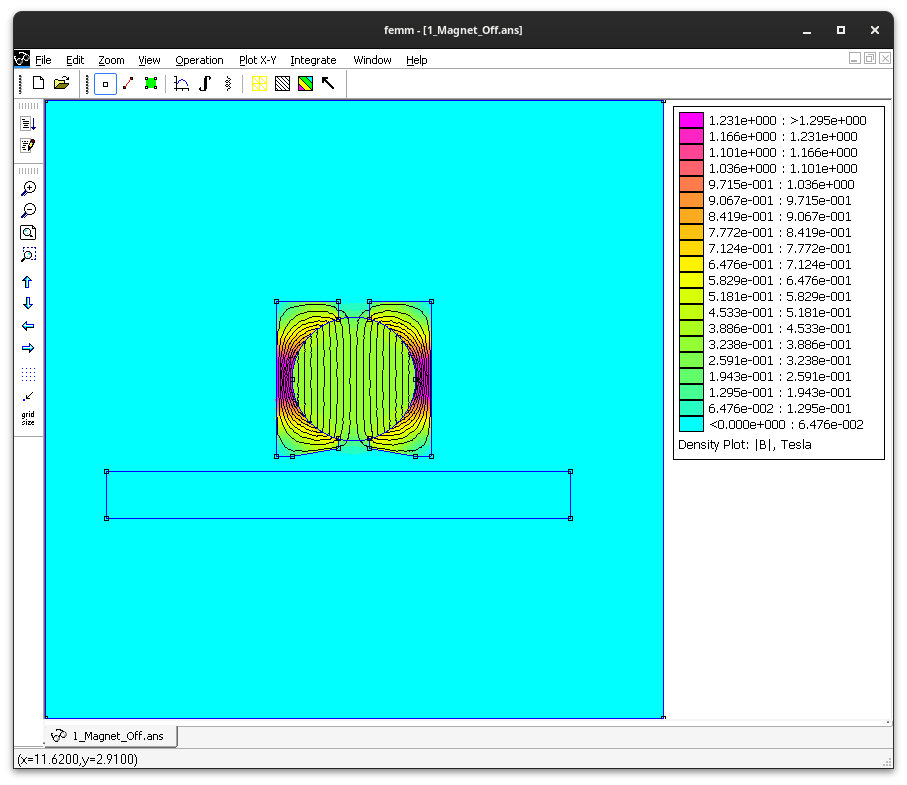 femm - [1_Magnet_Off.ans]
File Edit Zoom View Operation Plot X-Y Integrate Window Help
grid
size
1.231e+000 : >1.295e+000
1.166e+000 : 1.231e+000
1.101e+000 : 1.166e+000
1.036e+000 : 1.101e+000
9.715e-001 : 1.036e+000
9.067e-001 : 9.715e-001
8.419e-001 : 9.067e-001
7.772e-001 : 8.419e-001
7.124e-001 : 7.772e-001
6.476e-001 : 7.124e-001
5.829e-001 : 6.476e-001
5.181e-001 : 5.829e-001
4.533e-001 : 5.181e-001
3.886e-001 : 4.533e-001
3.238e-001 : 3.886e-001
2.591e-001 : 3.238e-001
1.943e-001 : 2.591e-001
1.295e-001 : 1.943e-001
6.476e-002 : 1.295e-001
<0.000e+000 : 6.476e-002
Density Plot: |B|, Tesla
1_Magnet_Off.ans
(x=11.6200,y=2.9100)